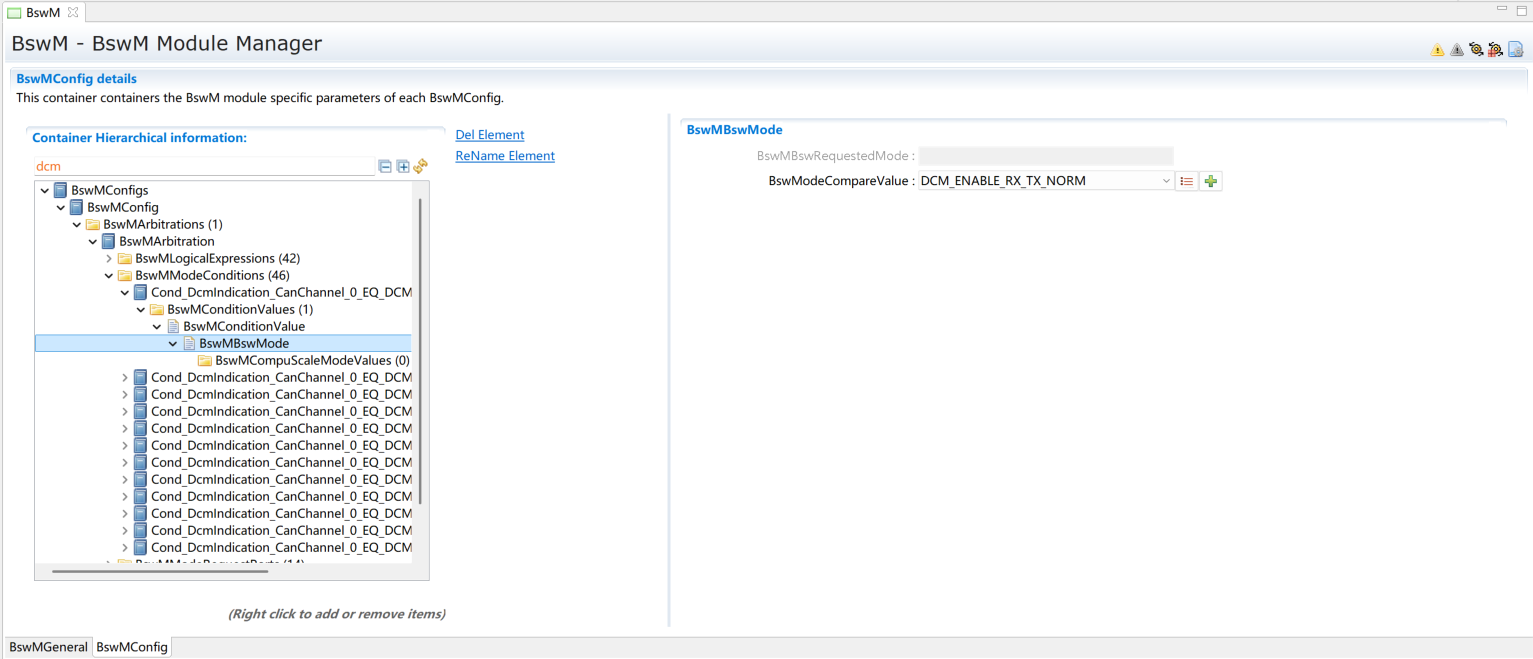 BswM
BswM - BswM Module Manager
BswMConfig details
This container containers the BswM module specific parameters of each BswMConfig.
Container Hierarchical information:
dcm
Del Element
ReName Element
BswMConfigs
BswMConfig
BswMArbitrations (1)
BswMArbitration
BswMLogicalExpressions (42)
BswMModeConditions (46)
Cond_DcmIndication_CanChannel_0_EQ_DCM
BswMConditionValues (1)
BswMConditionValue
BswMBswMode
BswMCompuScaleModeValues (0)
Cond_DcmIndication_CanChannel_0_EQ_DCM
Cond_DcmIndication_CanChannel_0_EQ_DCM
Cond_DcmIndication_CanChannel_0_EQ_DCM
Cond_DcmIndication_CanChannel_0_EQ_DCM
Cond_DcmIndication_CanChannel_0_EQ_DCM
Cond_DcmIndication_CanChannel_0_EQ_DCM
Cond_DcmIndication_CanChannel_0_EQ_DCM
Cond_DcmIndication_CanChannel_0_EQ_DCM
Cond_DcmIndication_CanChannel_0_EQ_DCM
Cond_DcmIndication_CanChannel_0_EQ_DCM
Cond_DcmIndication_CanChannel_0_EQ_DCM
BswMModeRequestPorts (14)
(Right click to add or remove items)
BswMBswMode
BswMBswRequestedMode :
BswModeCompareValue : DCM_ENABLE_RX_TX_NORM
BswMGeneral BswMConfig